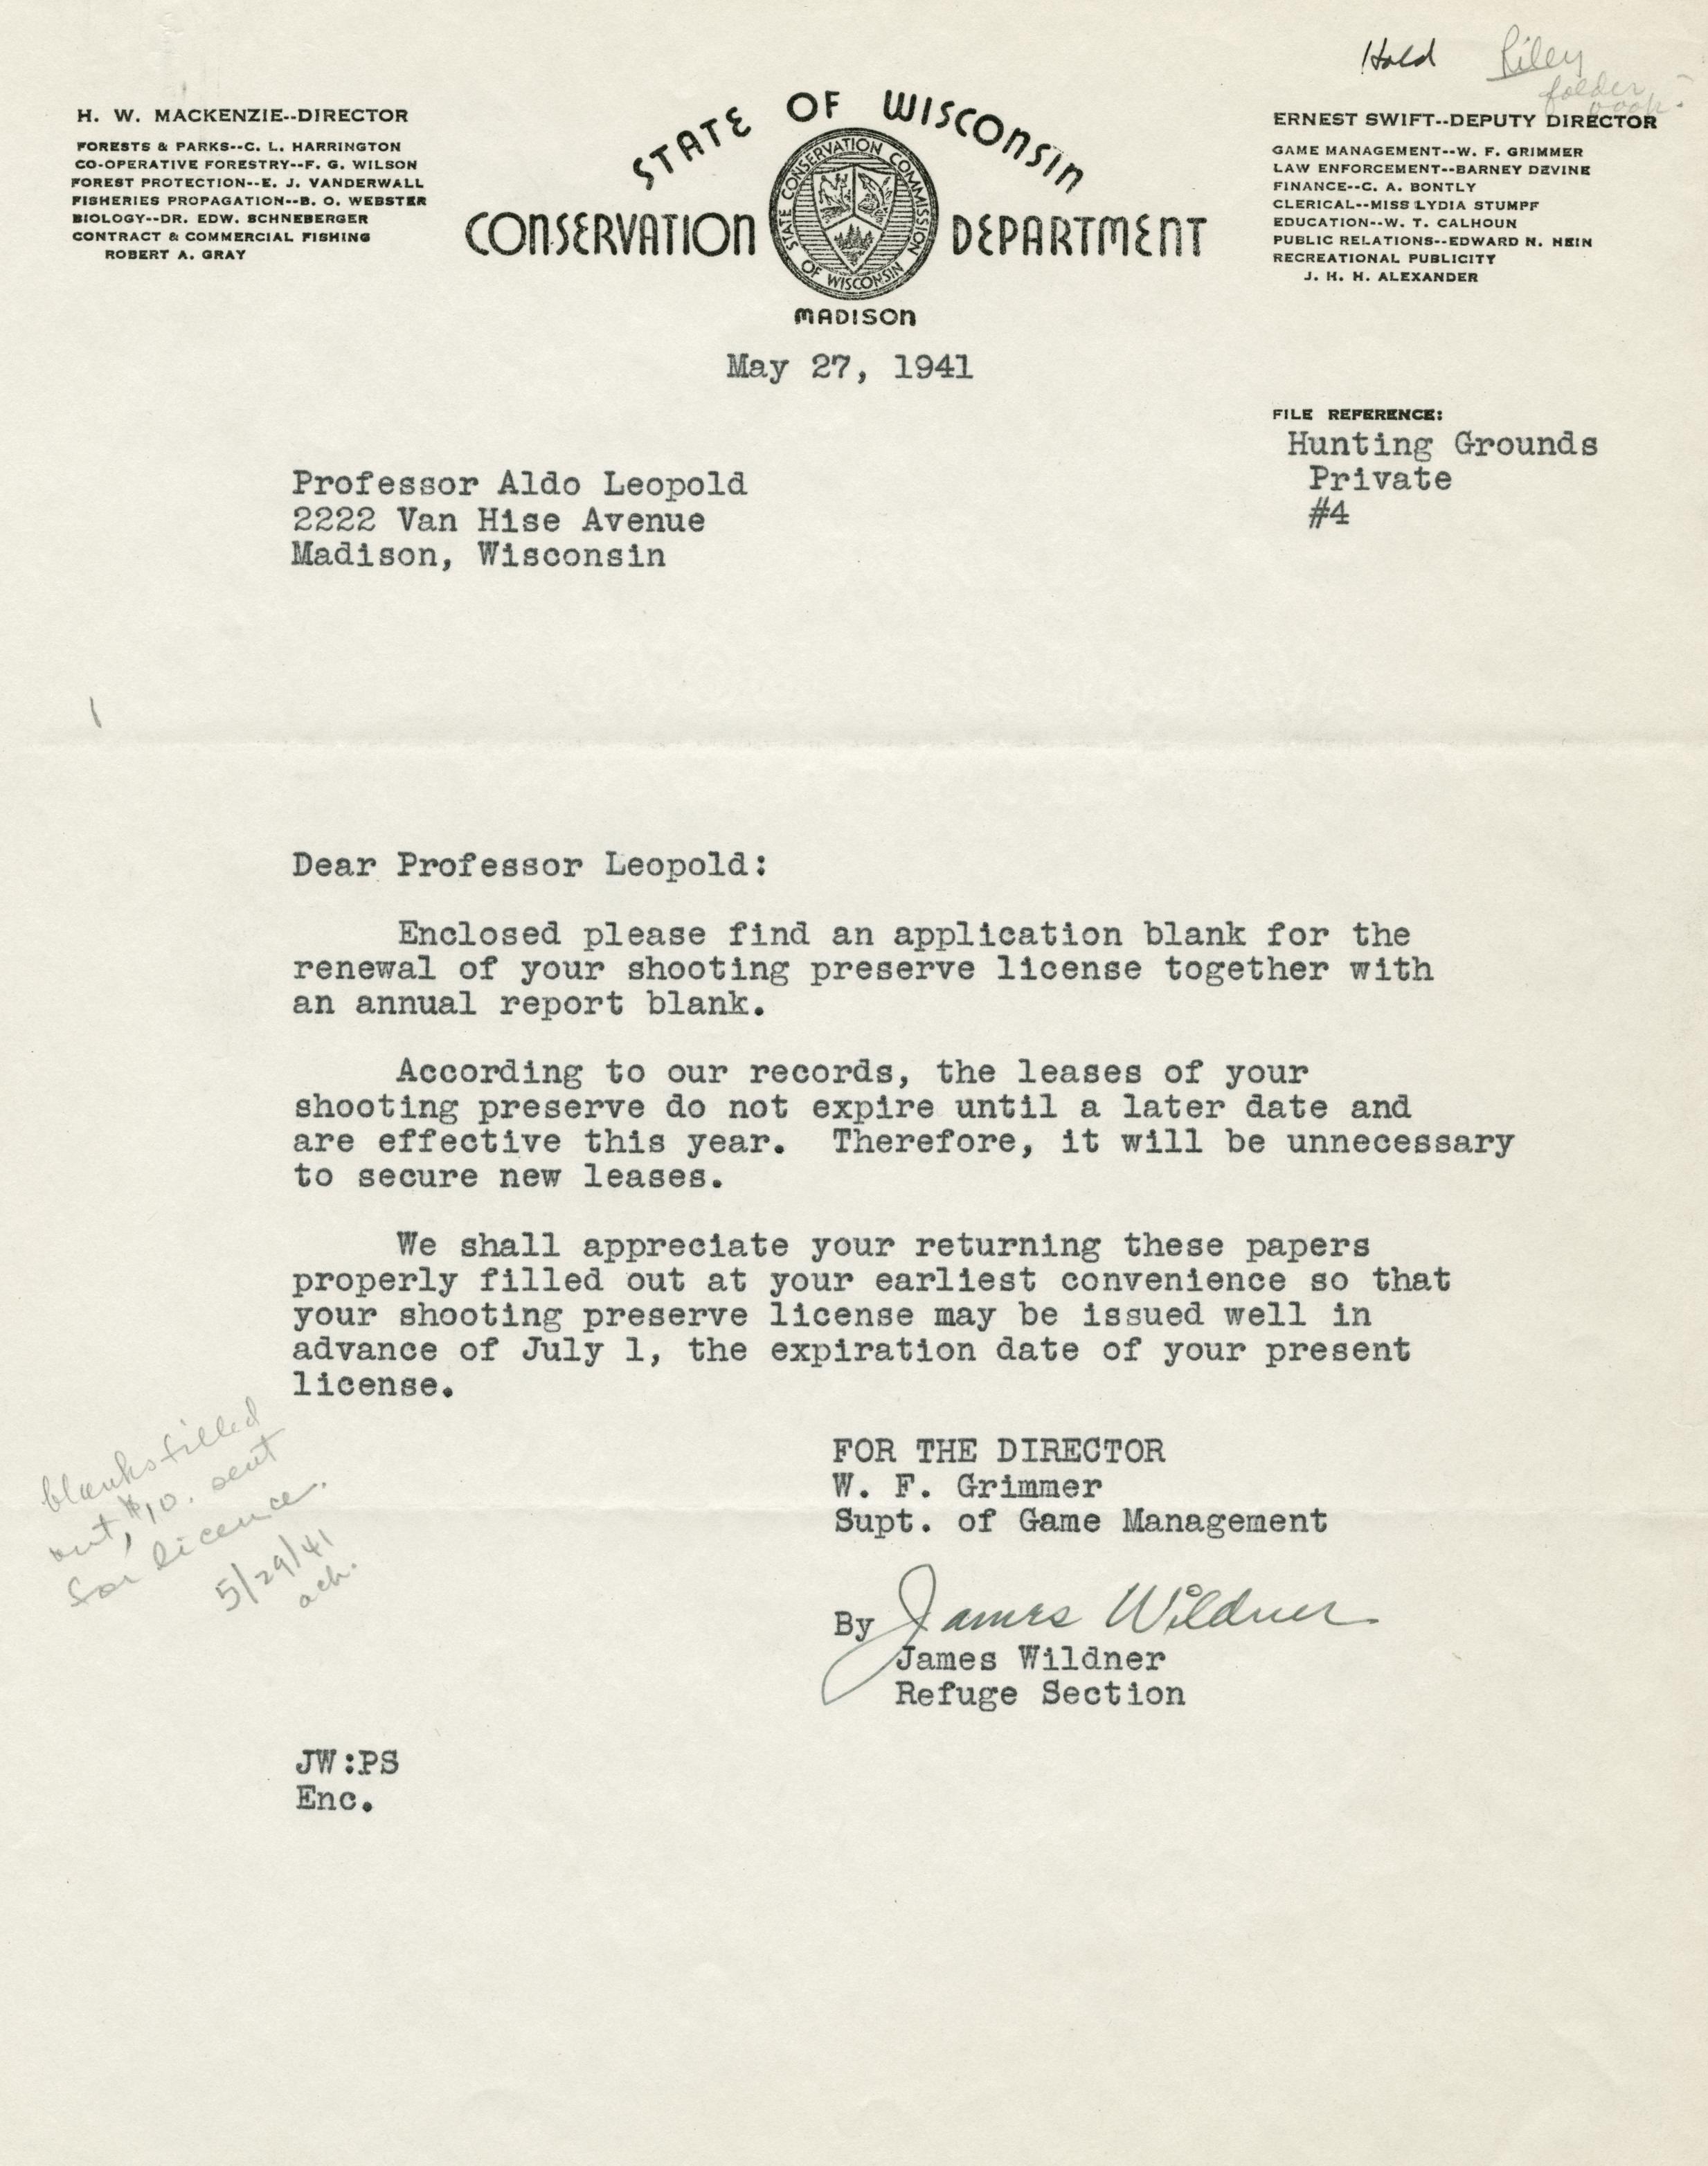 Hold Riley
folder
H. W. MACKENZIE--DIRECTOR
FORESTS & PARKS--C. L. HARRINGTON
CO-OPERATIVE FORESTRY--F. G. WILSON
FOREST PROTECTION--E. J. VANDERWALL
FISHERIES PROPAGATION--B. O. WEBSTER
BIOLOGY--DR. EDW. SCHNEBERGER
CONTRACT & COMMERCIAL FISHING
ROBERT A. GRAY
STATE OF WISCONSIN
CONSERVATION DEPARTMENT
STATE CONSERVATION COMMISSION
OF WISCONSIN
MADISON
ERNEST SWIFT--DEPUTY DIRECTOR
GAME MANAGEMENT--W. F. GRIMMER
LAW ENFORCEMENT--BARNEY DEVINE
FINANCE--C. A. BONTLY
CLERICAL--MISS LYDIA STUMPF
EDUCATION--W. T. CALHOUN
PUBLIC RELATIONS--EDWARD N. HEIN
RECREATIONAL PUBLICITY
J. H. H. ALEXANDER
May 27, 1941
FILE REFERENCE:
Hunting Grounds
Private
#4
Professor Aldo Leopold
2222 Van Hise Avenue
Madison, Wisconsin
Dear Professor Leopold:
Enclosed please find an application blank for the
renewal of your shooting preserve license together with
an annual report blank.
According to our records, the leases of your
shooting preserve do not expire until a later date and
are effective this year. Therefore, it will be unnecessary
to secure new leases.
We shall appreciate your returning these papers
properly filled out at your earliest convenience so that
your shooting preserve license may be issued well in
advance of July 1, the expiration date of your present
license.
blanks filled
out, $10. sent
for licence.
5/29/41
FOR THE DIRECTOR
W. F. Grimmer
Supt. of Game Management
By James Wildner
James Wildner
Refuge Section
JW:PS
Enc.